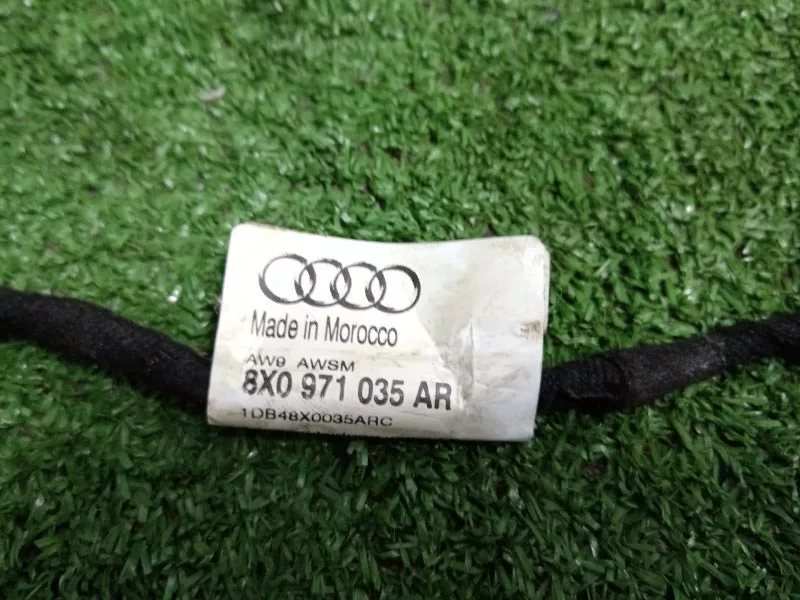 Made in Morocco
AW9 AWSM
8X0 971 035 AR
1DB48X0035ARC